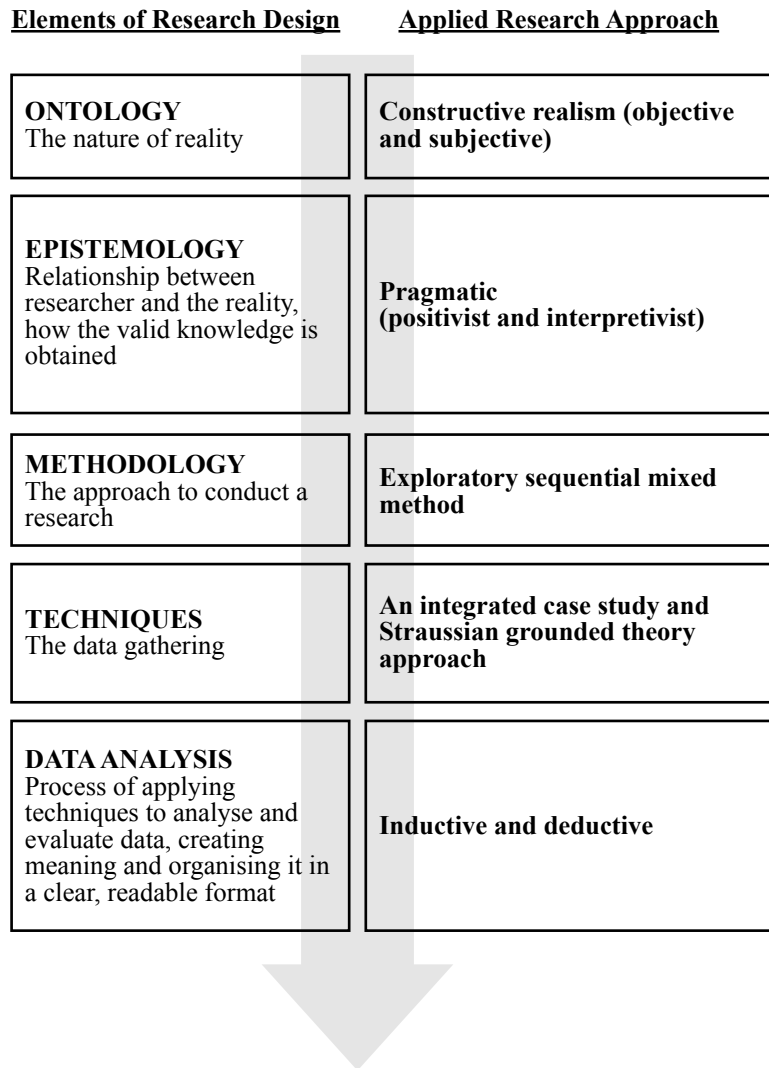 Elements of Research Design
Applied Research Approach
ONTOLOGY
The nature of reality
Constructive realism (objective
and subjective)
EPISTEMOLOGY
Relationship between
researcher and the reality,
how the valid knowledge is
obtained
Pragmatic
(positivist and interpretivist)
METHODOLOGY
The approach to conduct a
research
Exploratory sequential mixed
method
TECHNIQUES
The data gathering
An integrated case study and
Straussian grounded theory
approach
DATA ANALYSIS
Process of applying
techniques to analyse and
evaluate data, creating
meaning and organising it in
a clear, readable format
Inductive and deductive